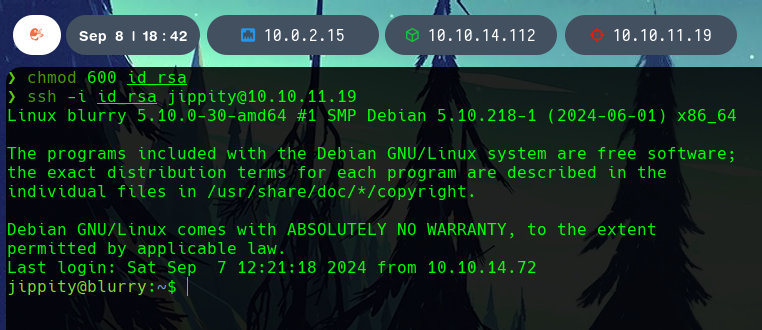 Sep 8 | 18:42
10.0.2.15
10.10.14.112
10.10.11.19
❯ chmod 600 id_rsa
❯ ssh -i id_rsa jippity@10.10.11.19
Linux blurry 5.10.0-30-amd64 #1 SMP Debian 5.10.218-1 (2024-06-01) x86_64
The programs included with the Debian GNU/Linux system are free software;
the exact distribution terms for each program are described in the
individual files in /usr/share/doc/*/copyright.
Debian GNU/Linux comes with ABSOLUTELY NO WARRANTY, to the extent
permitted by applicable law.
Last login: Sat Sep  7 12:21:18 2024 from 10.10.14.72
jippity@blurry:~$